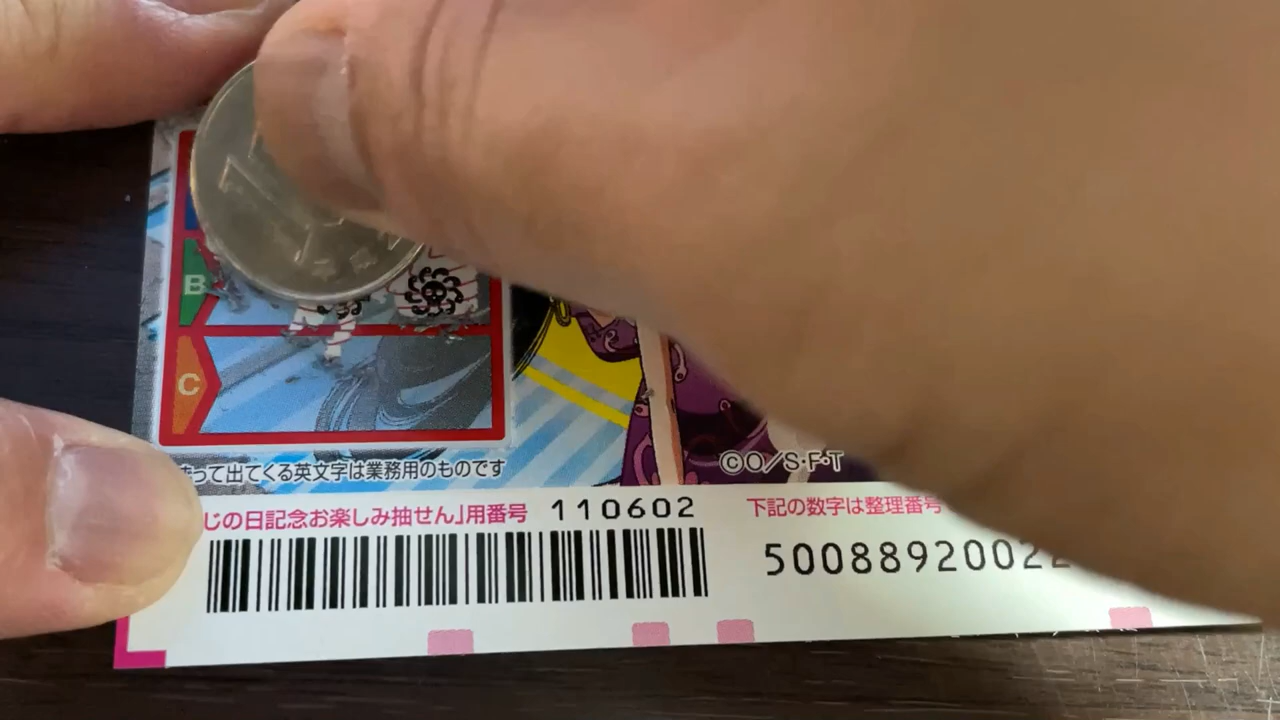 B
C
って出てくる英文字は業務用のものです
©O/S・F・T
じの日記念お楽しみ抽せん」用番号 110602
下記の数字は整理番号
50088920022